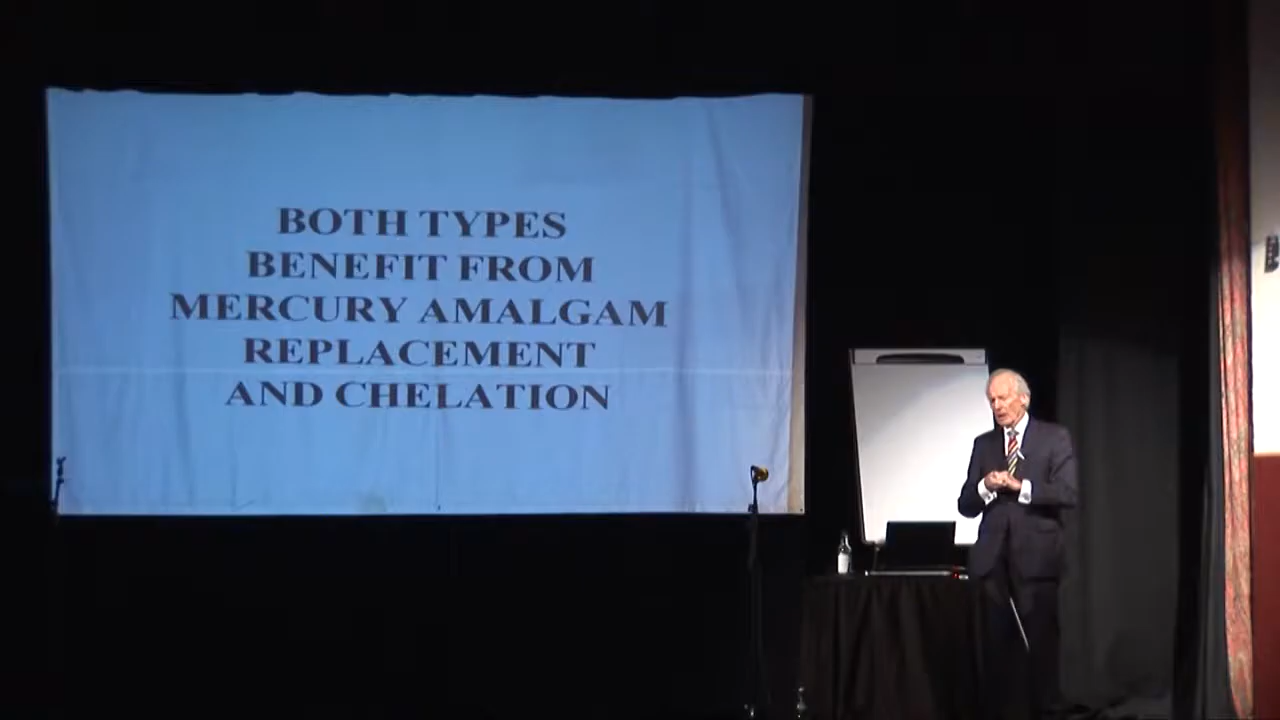 BOTH TYPES
BENEFIT FROM
MERCURY AMALGAM
REPLACEMENT
AND CHELATION